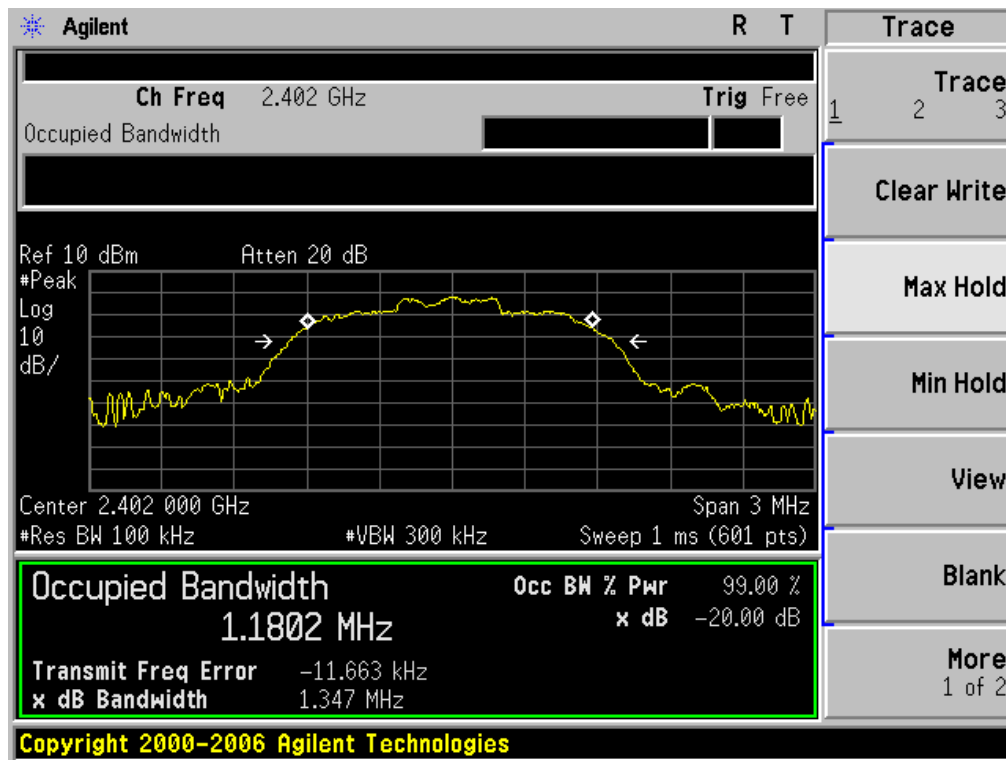 Agilent R T
Ch Freq 2.402 GHz Trig Free
Occupied Bandwidth
Ref 10 dBm Atten 20 dB
#Peak
Log
10
dB/
Center 2.402 000 GHz Span 3 MHz
#Res BW 100 kHz #VBW 300 kHz Sweep 1 ms (601 pts)
Occupied Bandwidth
1.1802 MHz
Occ BW % Pwr 99.00 %
x dB -20.00 dB
Transmit Freq Error -11.663 kHz
x dB Bandwidth 1.347 MHz
Copyright 2000-2006 Agilent Technologies
Trace
Trace
1 2 3
Clear Write
Max Hold
Min Hold
View
Blank
More
1 of 2